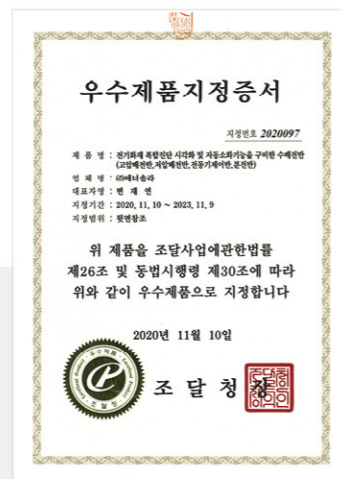 우수제품지정증서
지정번호 2020097
제 품 명 : 전기화재 복합진단 시각화 및 자동소화기능을 구비한 수배전반
(고압배전반,저압배전반,전동기제어반,분전반)
업 체 명 : ㈜에너솔라
대표자명 : 변 재 연
지정기간 : 2020. 11. 10 ~ 2023. 11. 9
지정범위 : 뒷면참조
위 제품을 조달사업에관한법률
제26조 및 동법시행령 제30조에 따라
위와 같이 우수제품으로 지정합니다
2020년 11월 10일
조 달 청 장